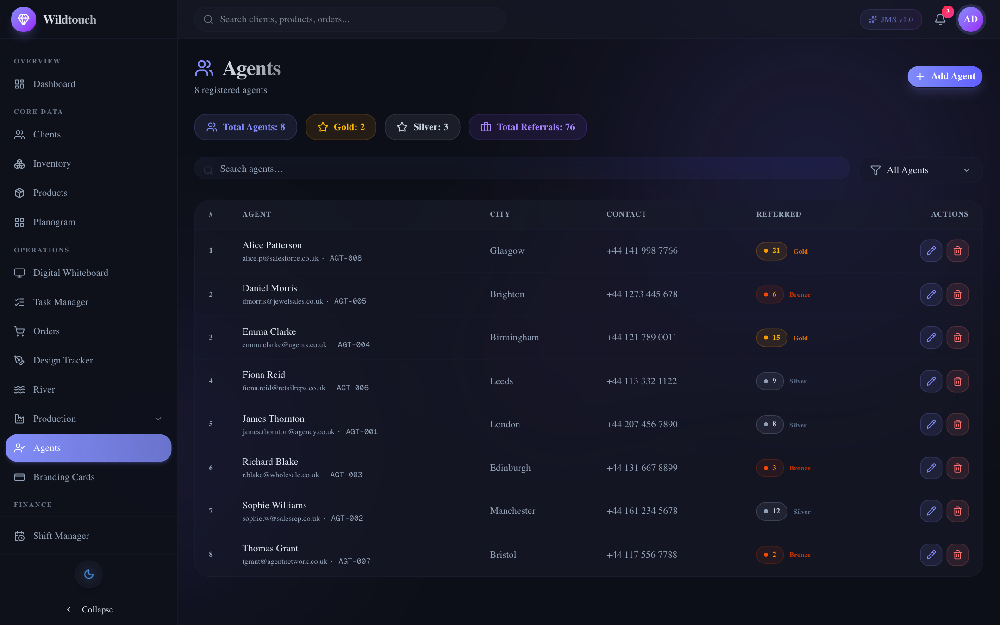 Wildtouch
Search clients, products, orders...
JMS v1.0
3
AD
OVERVIEW
Dashboard
CORE DATA
Clients
Inventory
Products
Planogram
OPERATIONS
Digital Whiteboard
Task Manager
Orders
Design Tracker
River
Production
Agents
Branding Cards
FINANCE
Shift Manager
Collapse
Agents
8 registered agents
Add Agent
Total Agents: 8
Gold: 2
Silver: 3
Total Referrals: 76
Search agents…
All Agents
# AGENT CITY CONTACT REFERRED ACTIONS
1 Alice Patterson Glasgow +44 141 998 7766 21 Gold
alice.p@salesforce.co.uk · AGT-008
2 Daniel Morris Brighton +44 1273 445 678 6 Bronze
dmorris@jewelsales.co.uk · AGT-005
3 Emma Clarke Birmingham +44 121 789 0011 15 Gold
emma.clarke@agents.co.uk · AGT-004
4 Fiona Reid Leeds +44 113 332 1122 9 Silver
fiona.reid@retailreps.co.uk · AGT-006
5 James Thornton London +44 207 456 7890 8 Silver
james.thornton@agency.co.uk · AGT-001
6 Richard Blake Edinburgh +44 131 667 8899 3 Bronze
r.blake@wholesale.co.uk · AGT-003
7 Sophie Williams Manchester +44 161 234 5678 12 Silver
sophie.w@salesrep.co.uk · AGT-002
8 Thomas Grant Bristol +44 117 556 7788 2 Bronze
tgrant@agentnetwork.co.uk · AGT-007